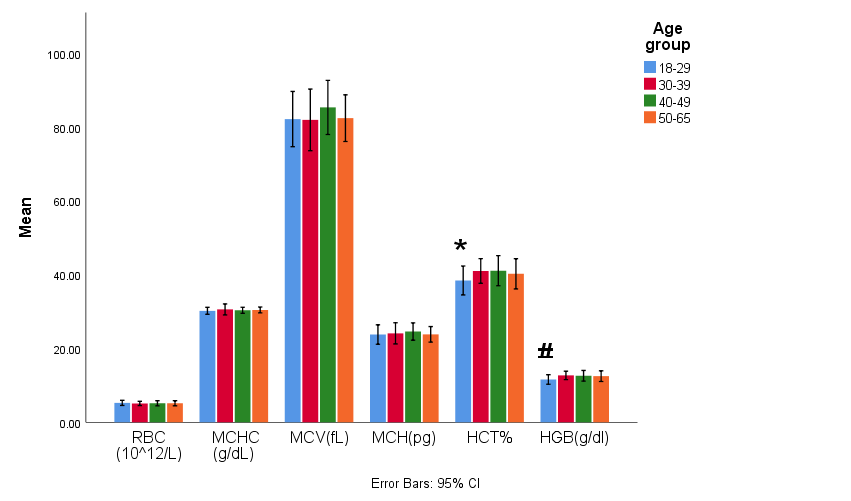 Age
group
18-29
30-39
40-49
50-65
Mean
100.00
80.00
60.00
40.00
20.00
0.00
*
#
RBC
(10^12/L)
MCHC
(g/dL)
MCV(fL)
MCH(pg)
HCT%
HGB(g/dl)
Error Bars: 95% CI